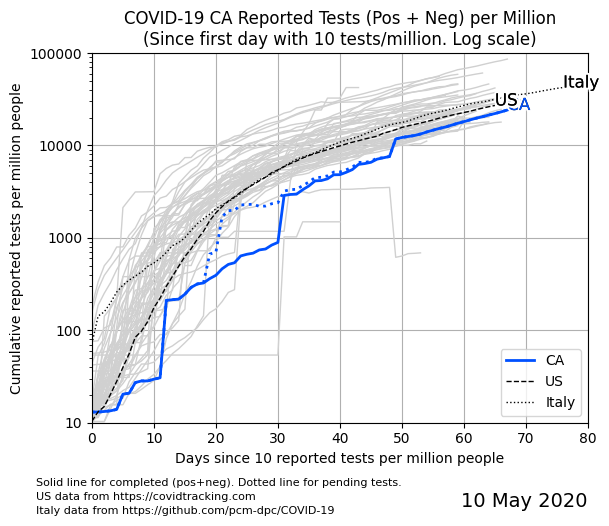 COVID-19 CA Reported Tests (Pos + Neg) per Million
(Since first day with 10 tests/million. Log scale)
Cumulative reported tests per million people
100000
10000
1000
100
10
Italy
US
CA
CA
US
Italy
0 10 20 30 40 50 60 70 80
Days since 10 reported tests per million people
Solid line for completed (pos+neg). Dotted line for pending tests.
US data from https://covidtracking.com
Italy data from https://github.com/pcm-dpc/COVID-19
10 May 2020